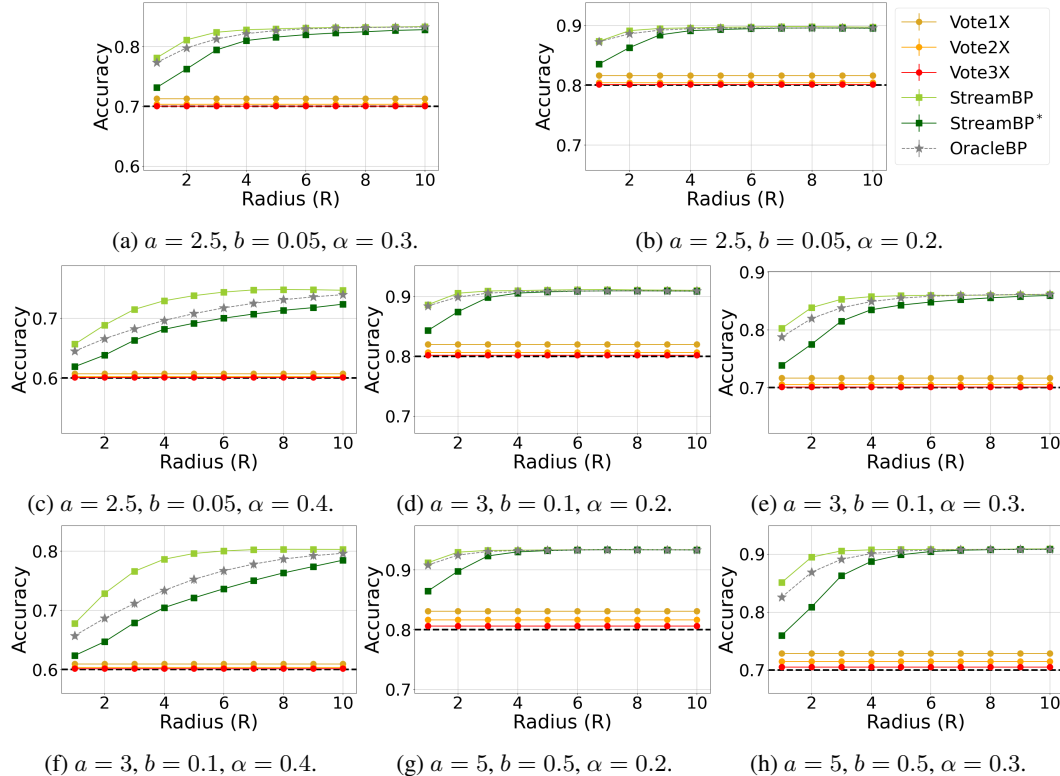 Accuracy
0.8
0.7
0.6
2 4 6 8 10
Radius (R)
(a) a = 2.5, b = 0.05, α = 0.3.
Accuracy
0.9
0.8
0.7
2 4 6 8 10
Radius (R)
(b) a = 2.5, b = 0.05, α = 0.2.
Vote1X
Vote2X
Vote3X
StreamBP
StreamBP*
OracleBP
Accuracy
0.7
0.6
2 4 6 8 10
Radius (R)
(c) a = 2.5, b = 0.05, α = 0.4.
Accuracy
0.9
0.8
0.7
2 4 6 8 10
Radius (R)
(d) a = 3, b = 0.1, α = 0.2.
Accuracy
0.9
0.8
0.7
2 4 6 8 10
Radius (R)
(e) a = 3, b = 0.1, α = 0.3.
Accuracy
0.8
0.7
0.6
2 4 6 8 10
Radius (R)
(f) a = 3, b = 0.1, α = 0.4.
Accuracy
0.9
0.8
0.7
2 4 6 8 10
Radius (R)
(g) a = 5, b = 0.5, α = 0.2.
Accuracy
0.9
0.8
0.7
2 4 6 8 10
Radius (R)
(h) a = 5, b = 0.5, α = 0.3.